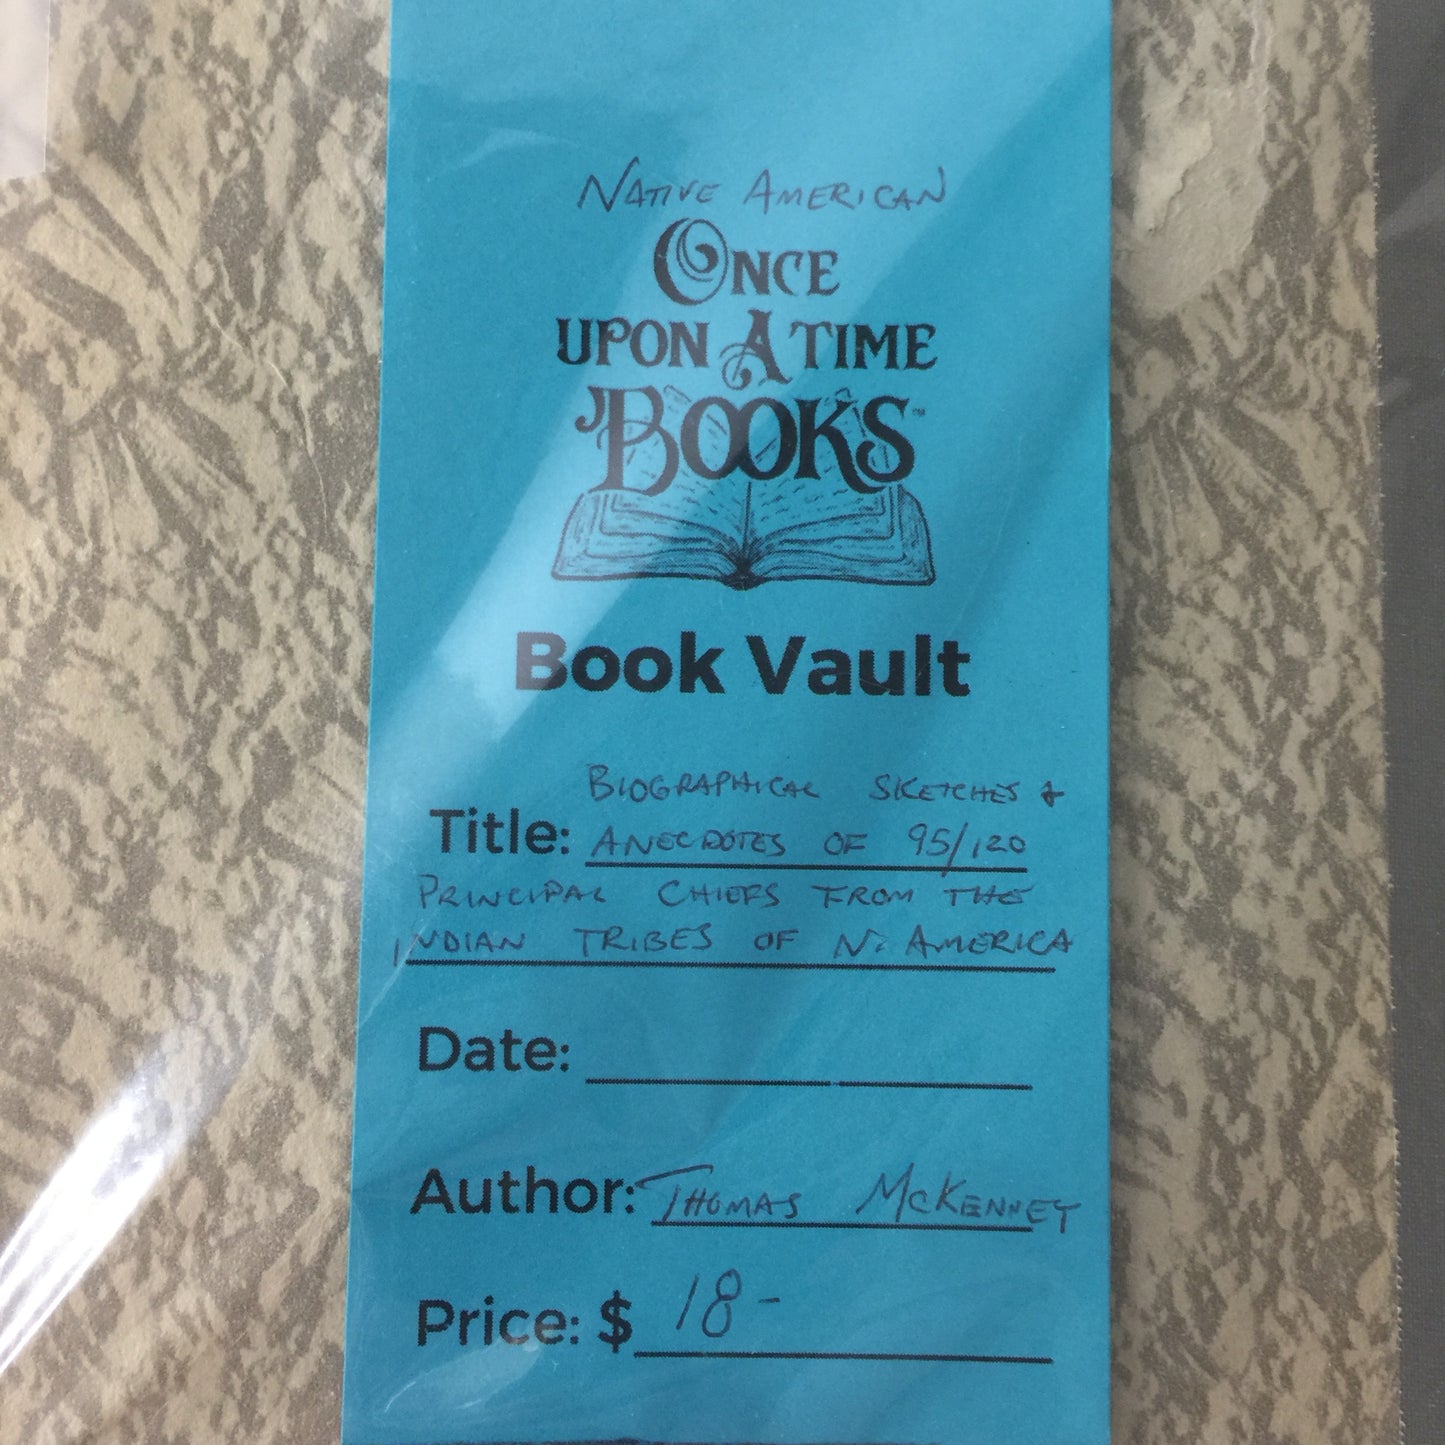 NATIVE AMERICAN
ONCE
UPON A TIME
BOOKS™
Book Vault
BIOGRAPHICAL SKETCHES &
Title: ANECDOTES OF 95/120
PRINCIPAL CHIEFS FROM THE
INDIAN TRIBES OF N. AMERICA
Date:
Author: THOMAS MCKENNEY
Price: $ 18-